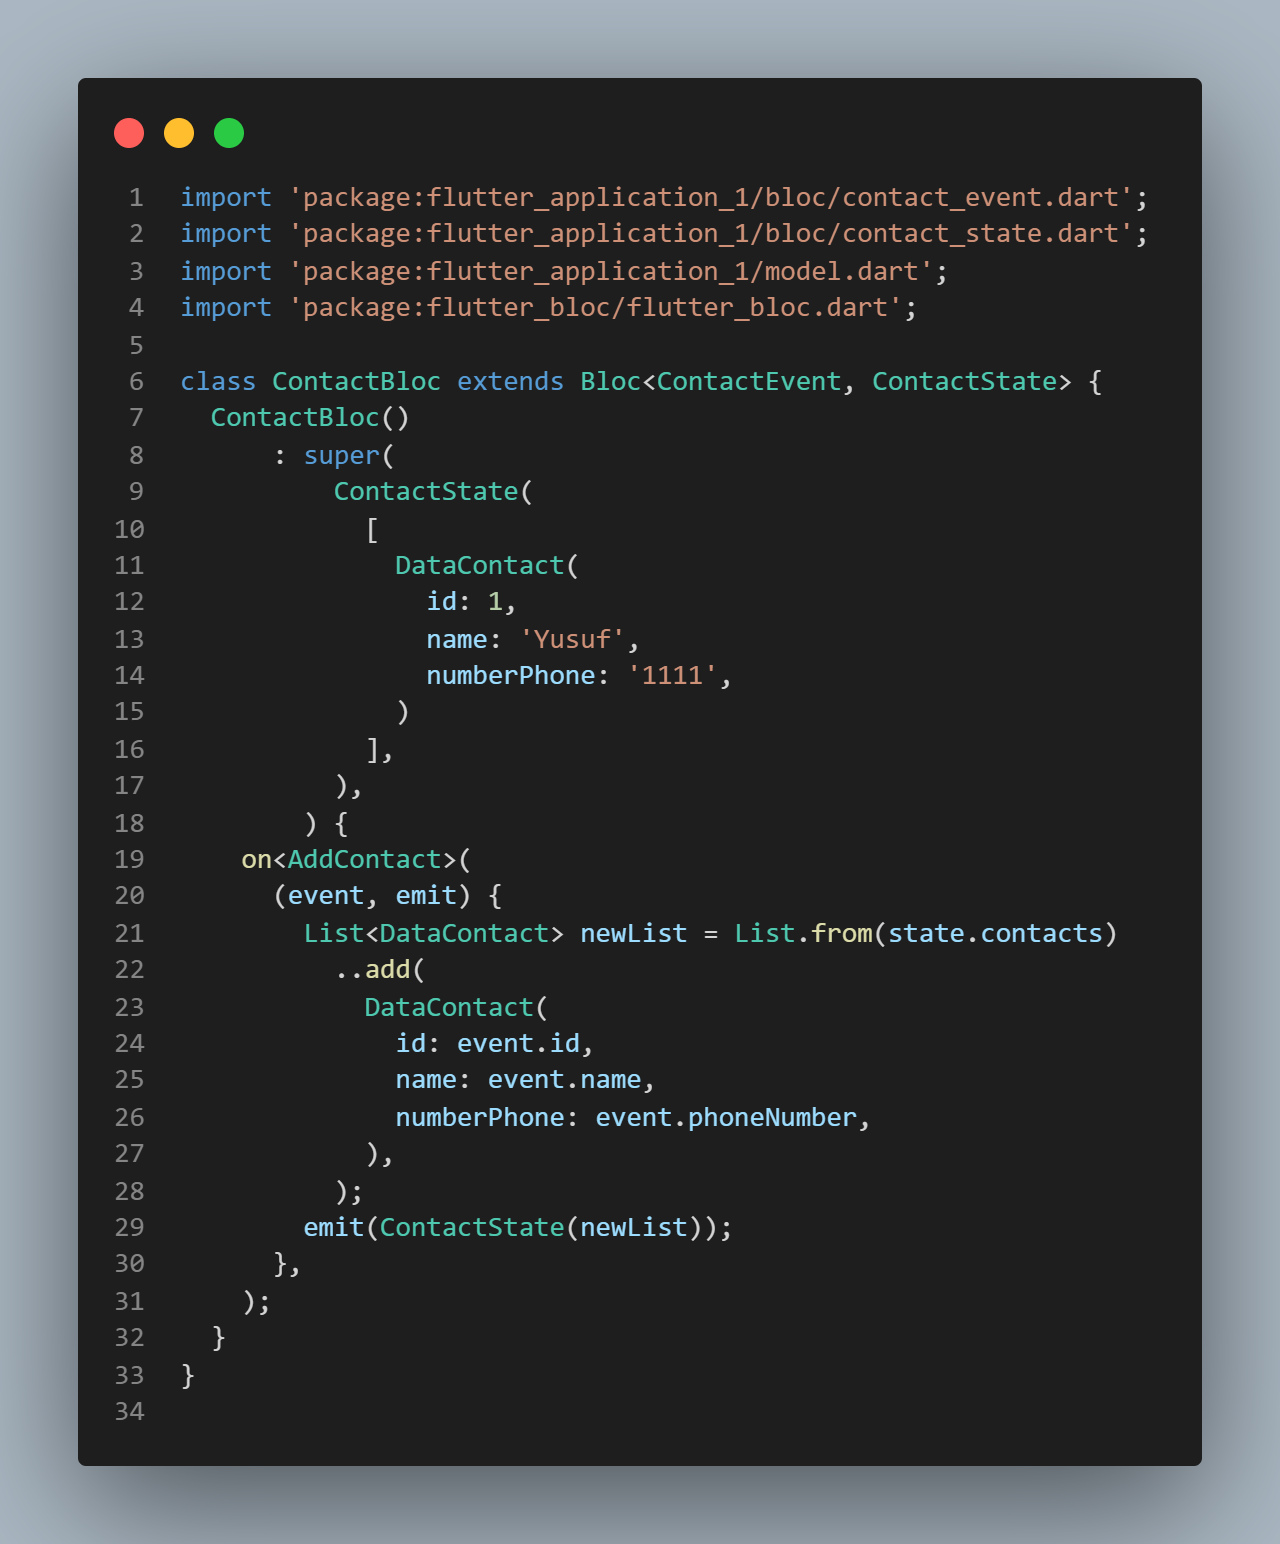 1 import 'package:flutter_application_1/bloc/contact_event.dart';
2 import 'package:flutter_application_1/bloc/contact_state.dart';
3 import 'package:flutter_application_1/model.dart';
4 import 'package:flutter_bloc/flutter_bloc.dart';
5
6 class ContactBloc extends Bloc<ContactEvent, ContactState> {
7   ContactBloc()
8       : super(
9           ContactState(
10             [
11               DataContact(
12                 id: 1,
13                 name: 'Yusuf',
14                 numberPhone: '1111',
15               )
16             ],
17           ),
18         ) {
19     on<AddContact>(
20       (event, emit) {
21         List<DataContact> newList = List.from(state.contacts)
22           ..add(
23             DataContact(
24               id: event.id,
25               name: event.name,
26               numberPhone: event.phoneNumber,
27             ),
28           );
29         emit(ContactState(newList));
30       },
31     );
32   }
33 }
34